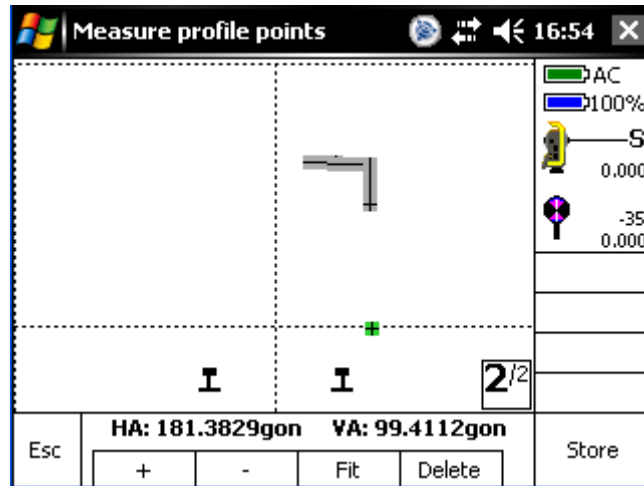 Measure profile points 16:54
AC
100%
S
0.000
-35
0.000
2/2
HA: 181.3829gon VA: 99.4112gon
Esc + - Fit Delete Store